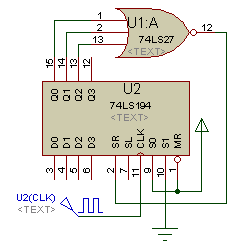 1
2
13
U1:A
12
74LS27
<TEXT>
15
14
13
12
Q0
Q1
Q2
Q3
U2
74LS194
<TEXT>
D0
D1
D2
D3
SR
SL
CLK
S0
S1
MR
3
4
5
6
2
7
11
9
10
1
U2(CLK)
<TEXT>